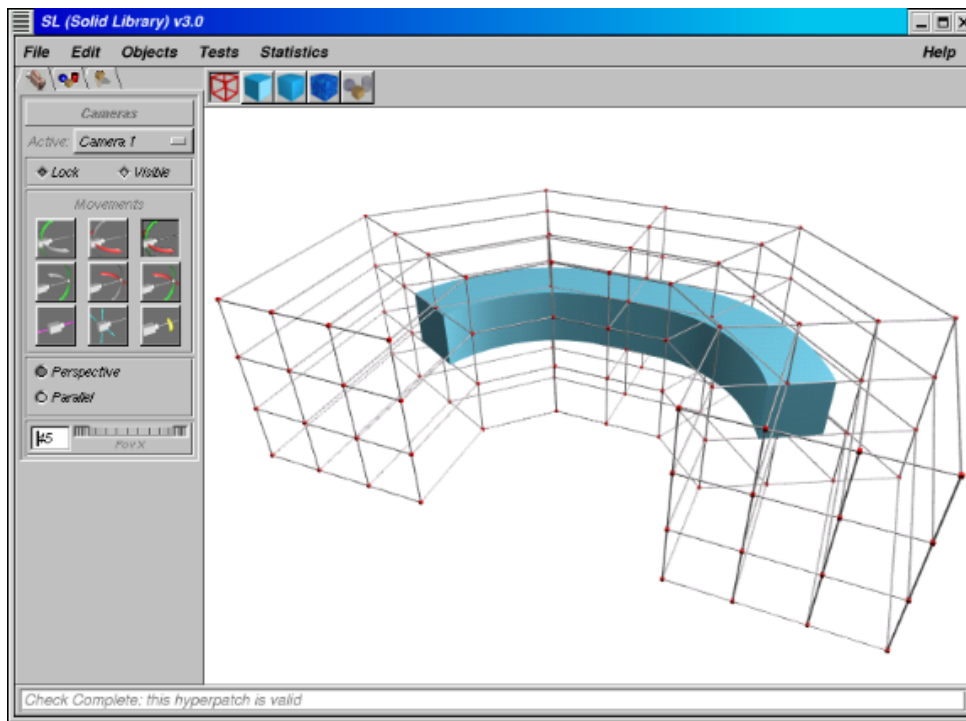 SL (Solid Library) v3.0
File Edit Objects Tests Statistics Help
Cameras
Active: Camera 1
Lock Visible
Movements
Perspective
Parallel
45
Fov X
Check Complete: this hyperpatch is valid